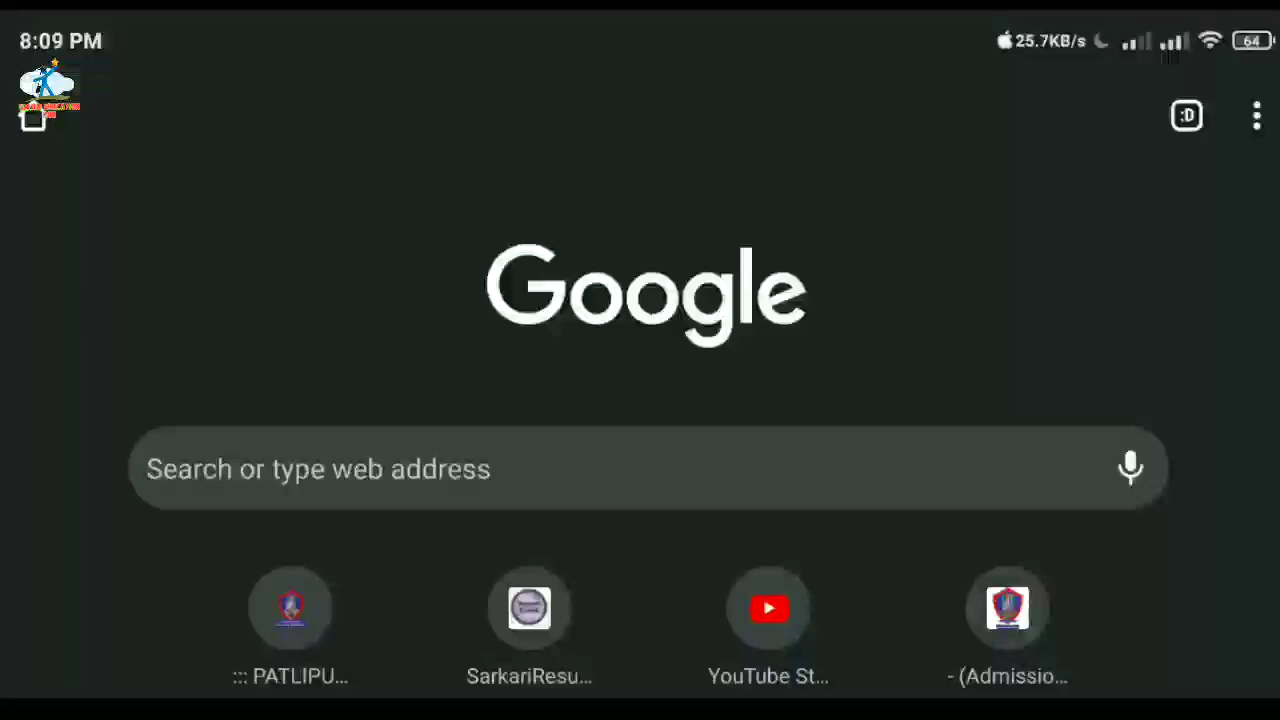 8:09 PM
25.7KB/s
64
:D
Google
Search or type web address
::: PATLIPU...
SarkariResu...
YouTube St...
- (Admissio...